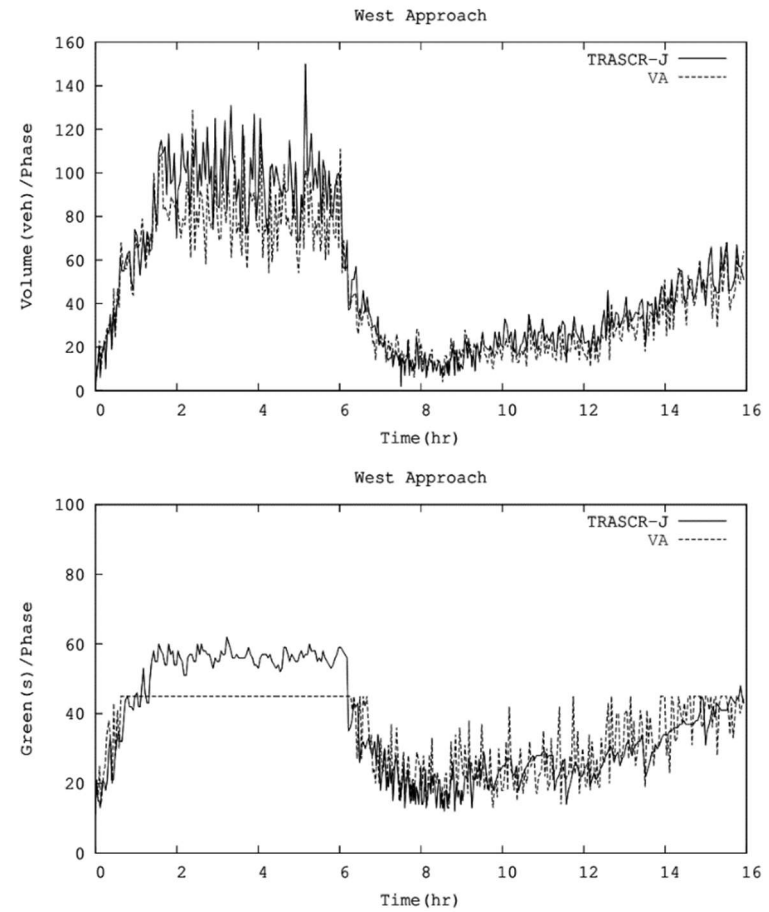 West Approach
160
140
120
100
80
60
40
20
0
Volume(veh)/Phase
TRASCR-J
VA
0 2 4 6 8 10 12 14 16
Time(hr)
West Approach
100
80
60
40
20
0
Green(s)/Phase
TRASCR-J
VA
0 2 4 6 8 10 12 14 16
Time(hr)